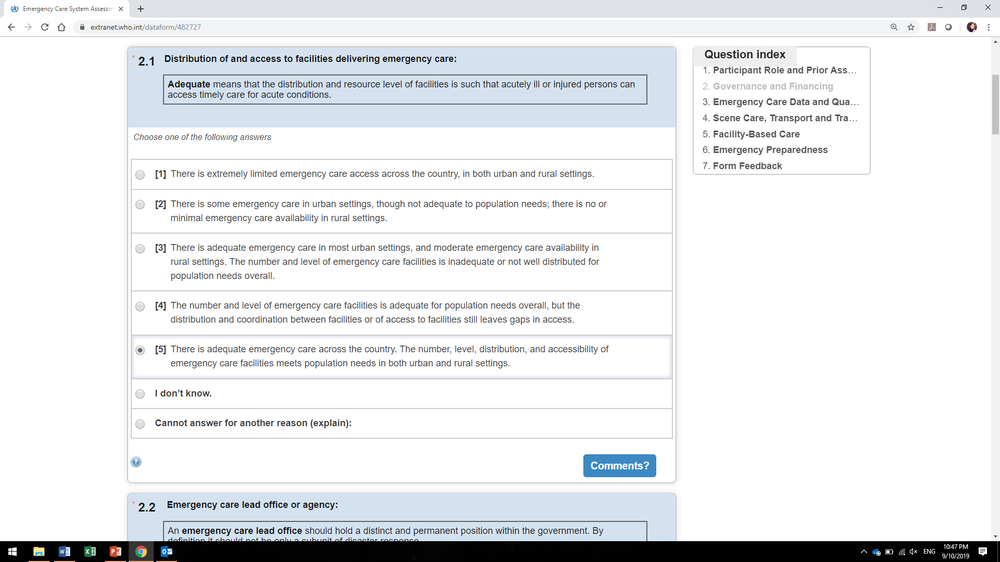 Emergency Care System Assessm
extranet.who.int/dataform/482727
* 2.1 Distribution of and access to facilities delivering emergency care:
Adequate means that the distribution and resource level of facilities is such that acutely ill or injured persons can
access timely care for acute conditions.
Choose one of the following answers
[1] There is extremely limited emergency care access across the country, in both urban and rural settings.
[2] There is some emergency care in urban settings, though not adequate to population needs; there is no or
minimal emergency care availability in rural settings.
[3] There is adequate emergency care in most urban settings, and moderate emergency care availability in
rural settings. The number and level of emergency care facilities is inadequate or not well distributed for
population needs overall.
[4] The number and level of emergency care facilities is adequate for population needs overall, but the
distribution and coordination between facilities or of access to facilities still leaves gaps in access.
[5] There is adequate emergency care across the country. The number, level, distribution, and accessibility of
emergency care facilities meets population needs in both urban and rural settings.
I don’t know.
Cannot answer for another reason (explain):
?
Comments?
* 2.2 Emergency care lead office or agency:
An emergency care lead office should hold a distinct and permanent position within the government. By
definition it should not be only a subunit of disaster response
Question index
1. Participant Role and Prior Ass...
2. Governance and Financing
3. Emergency Care Data and Qua...
4. Scene Care, Transport and Tra...
5. Facility-Based Care
6. Emergency Preparedness
7. Form Feedback
ENG
10:47 PM
9/10/2019